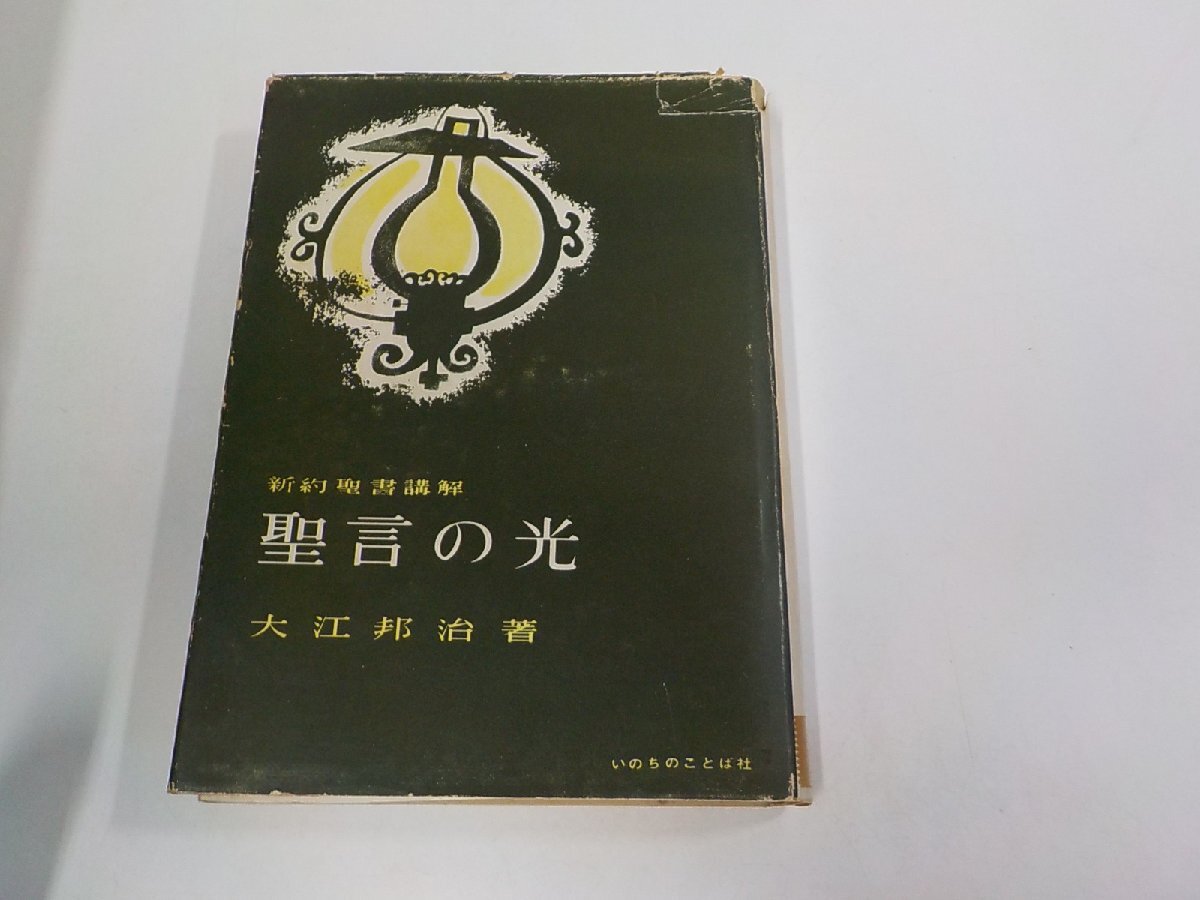 新約聖書講解
聖言の光
大江邦治著
いのちのことば社